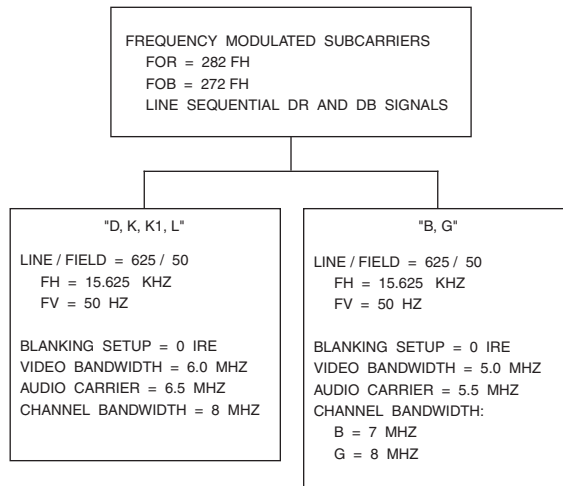 FREQUENCY MODULATED SUBCARRIERS
FOR = 282 FH
FOB = 272 FH
LINE SEQUENTIAL DR AND DB SIGNALS
"D, K, K1, L"
LINE / FIELD = 625 / 50
FH = 15.625 KHZ
FV = 50 HZ
BLANKING SETUP = 0 IRE
VIDEO BANDWIDTH = 6.0 MHZ
AUDIO CARRIER = 6.5 MHZ
CHANNEL BANDWIDTH = 8 MHZ
"B, G"
LINE / FIELD = 625 / 50
FH = 15.625 KHZ
FV = 50 HZ
BLANKING SETUP = 0 IRE
VIDEO BANDWIDTH = 5.0 MHZ
AUDIO CARRIER = 5.5 MHZ
CHANNEL BANDWIDTH:
B = 7 MHZ
G = 8 MHZ